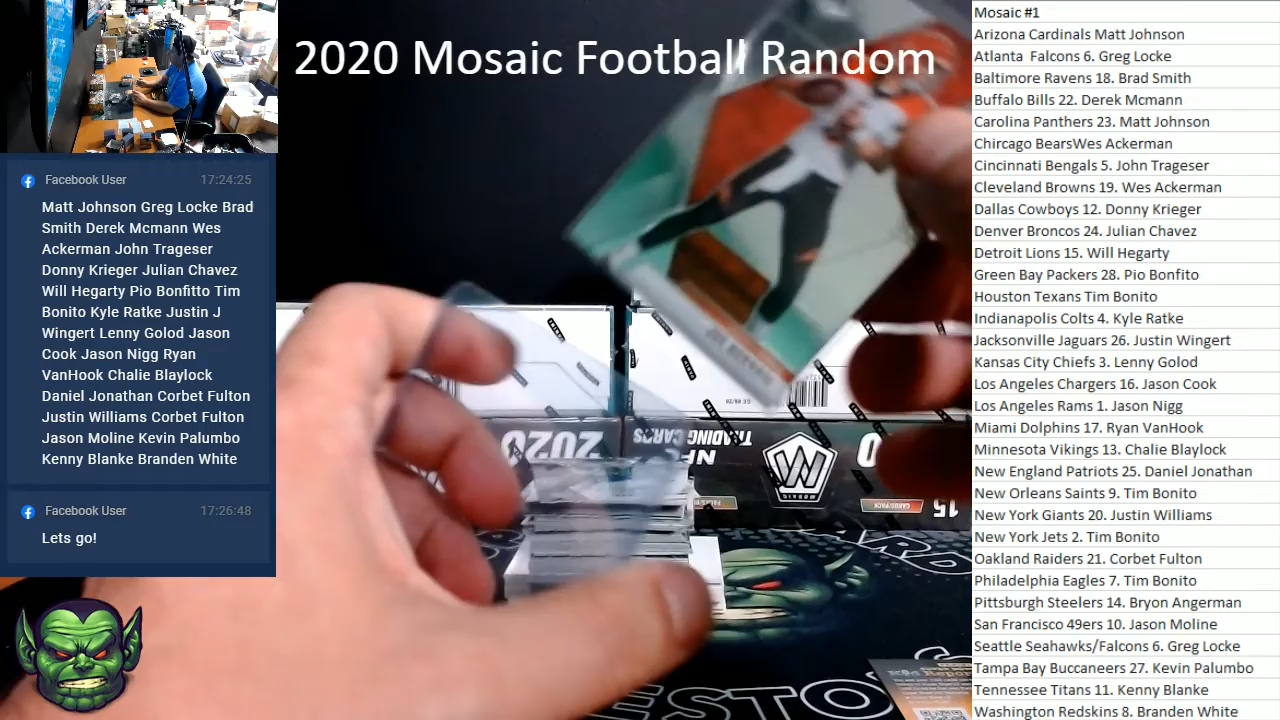 2020 Mosaic Football Random
Facebook User 17:24:25
Matt Johnson Greg Locke Brad
Smith Derek Mcmann Wes
Ackerman John Trageser
Donny Krieger Julian Chavez
Will Hegarty Pio Bonfitto Tim
Bonito Kyle Ratke Justin J
Wingert Lenny Golod Jason
Cook Jason Nigg Ryan
VanHook Chalie Blaylock
Daniel Jonathan Corbet Fulton
Justin Williams Corbet Fulton
Jason Moline Kevin Palumbo
Kenny Blanke Branden White
Facebook User 17:26:48
Lets go!
2020
TRADING CARDS
NF
0
MOSAIC
CARDS/PACK
15
ESTO
Mosaic #1
Arizona Cardinals Matt Johnson
Atlanta Falcons 6. Greg Locke
Baltimore Ravens 18. Brad Smith
Buffalo Bills 22. Derek Mcmann
Carolina Panthers 23. Matt Johnson
Chircago BearsWes Ackerman
Cincinnati Bengals 5. John Trageser
Cleveland Browns 19. Wes Ackerman
Dallas Cowboys 12. Donny Krieger
Denver Broncos 24. Julian Chavez
Detroit Lions 15. Will Hegarty
Green Bay Packers 28. Pio Bonfito
Houston Texans Tim Bonito
Indianapolis Colts 4. Kyle Ratke
Jacksonville Jaguars 26. Justin Wingert
Kansas City Chiefs 3. Lenny Golod
Los Angeles Chargers 16. Jason Cook
Los Angeles Rams 1. Jason Nigg
Miami Dolphins 17. Ryan VanHook
Minnesota Vikings 13. Chalie Blaylock
New England Patriots 25. Daniel Jonathan
New Orleans Saints 9. Tim Bonito
New York Giants 20. Justin Williams
New York Jets 2. Tim Bonito
Oakland Raiders 21. Corbet Fulton
Philadelphia Eagles 7. Tim Bonito
Pittsburgh Steelers 14. Bryon Angerman
San Francisco 49ers 10. Jason Moline
Seattle Seahawks/Falcons 6. Greg Locke
Tampa Bay Buccaneers 27. Kevin Palumbo
Tennessee Titans 11. Kenny Blanke
Washington Redskins 8. Branden White